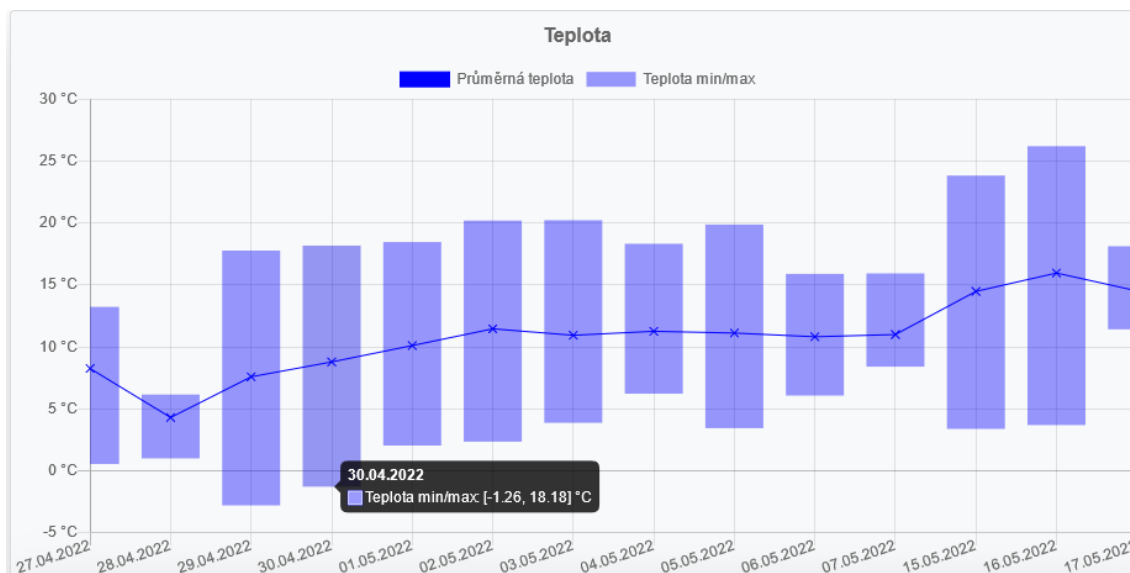 Teplota
Průměrná teplota Teplota min/max
30 °C
25 °C
20 °C
15 °C
10 °C
5 °C
0 °C
-5 °C
30.04.2022
Teplota min/max: [-1.26, 18.18] °C
27.04.2022 28.04.2022 29.04.2022 30.04.2022 01.05.2022 02.05.2022 03.05.2022 04.05.2022 05.05.2022 06.05.2022 07.05.2022 15.05.2022 16.05.2022 17.05.2022